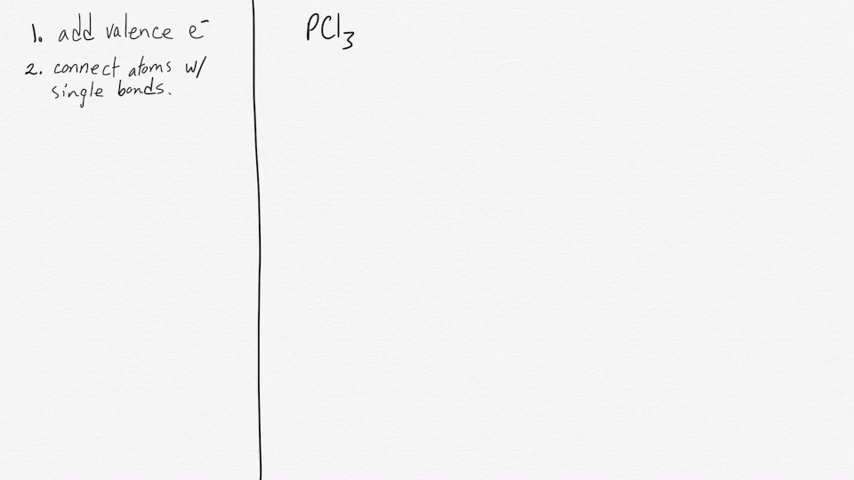 1. add valence e⁻
2. connect atoms w/
single bonds.
PCl₃